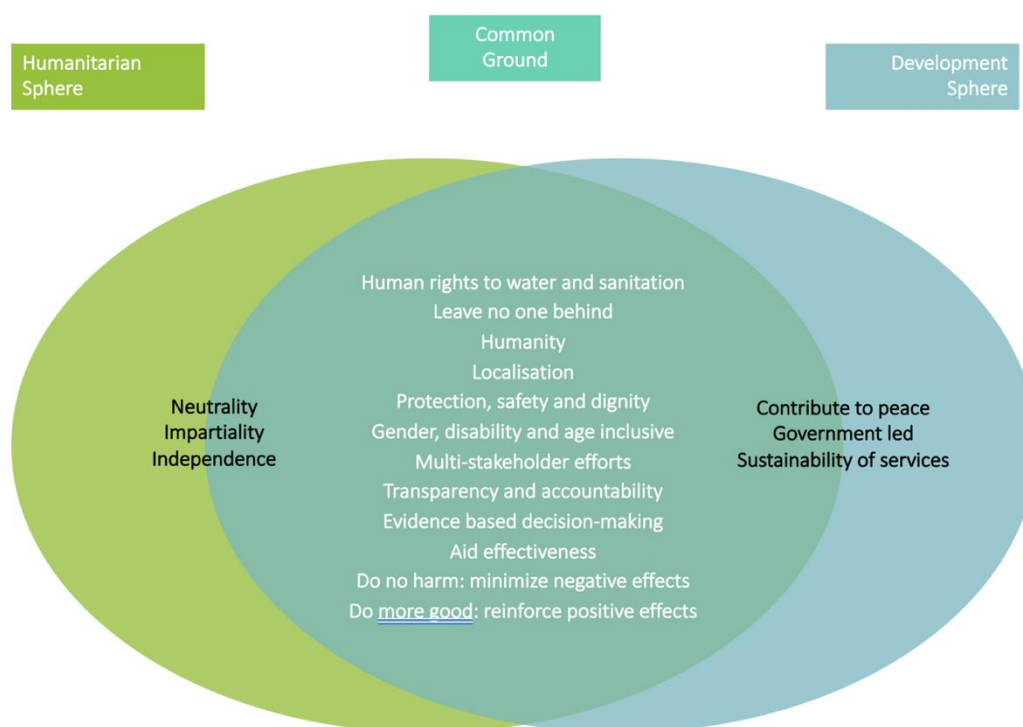 Humanitarian
Sphere
Common
Ground
Development
Sphere
Neutrality
Impartiality
Independence
Human rights to water and sanitation
Leave no one behind
Humanity
Localisation
Protection, safety and dignity
Gender, disability and age inclusive
Multi-stakeholder efforts
Transparency and accountability
Evidence based decision-making
Aid effectiveness
Do no harm: minimize negative effects
Do more good: reinforce positive effects
Contribute to peace
Government led
Sustainability of services